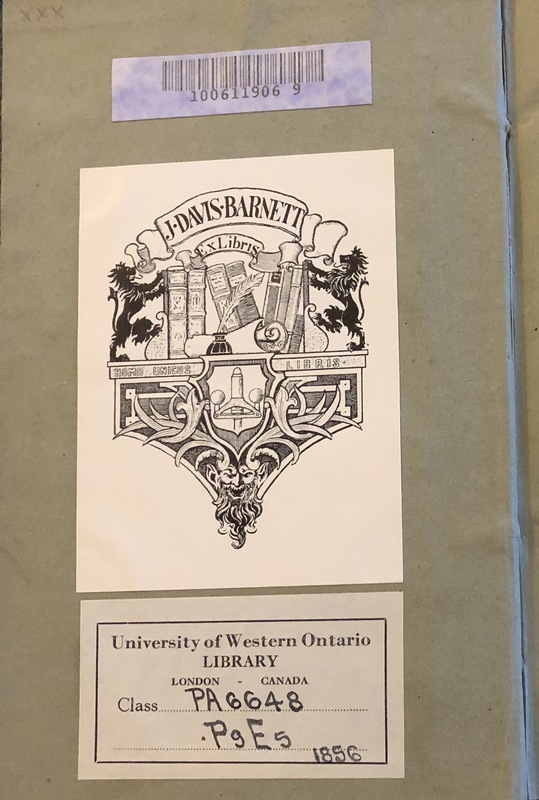 XXX
100611906 9
J·DAVIS·BARNETT
Ex Libris
HOMO UNICUS LIBRIS·
University of Western Ontario
LIBRARY
LONDON - CANADA
Class PA6648
.P9E5
1856